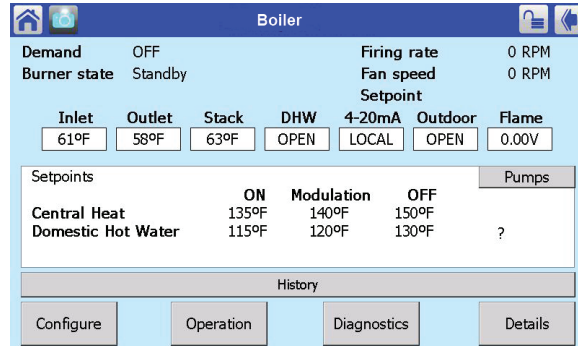 Boiler
Demand OFF Firing rate 0 RPM
Burner state Standby Fan speed 0 RPM
Setpoint
Inlet Outlet Stack DHW 4-20mA Outdoor Flame
61ºF 58ºF 63ºF OPEN LOCAL OPEN 0.00V
Setpoints Pumps
ON Modulation OFF
Central Heat 135ºF 140ºF 150ºF
Domestic Hot Water 115ºF 120ºF 130ºF ?
History
Configure Operation Diagnostics Details